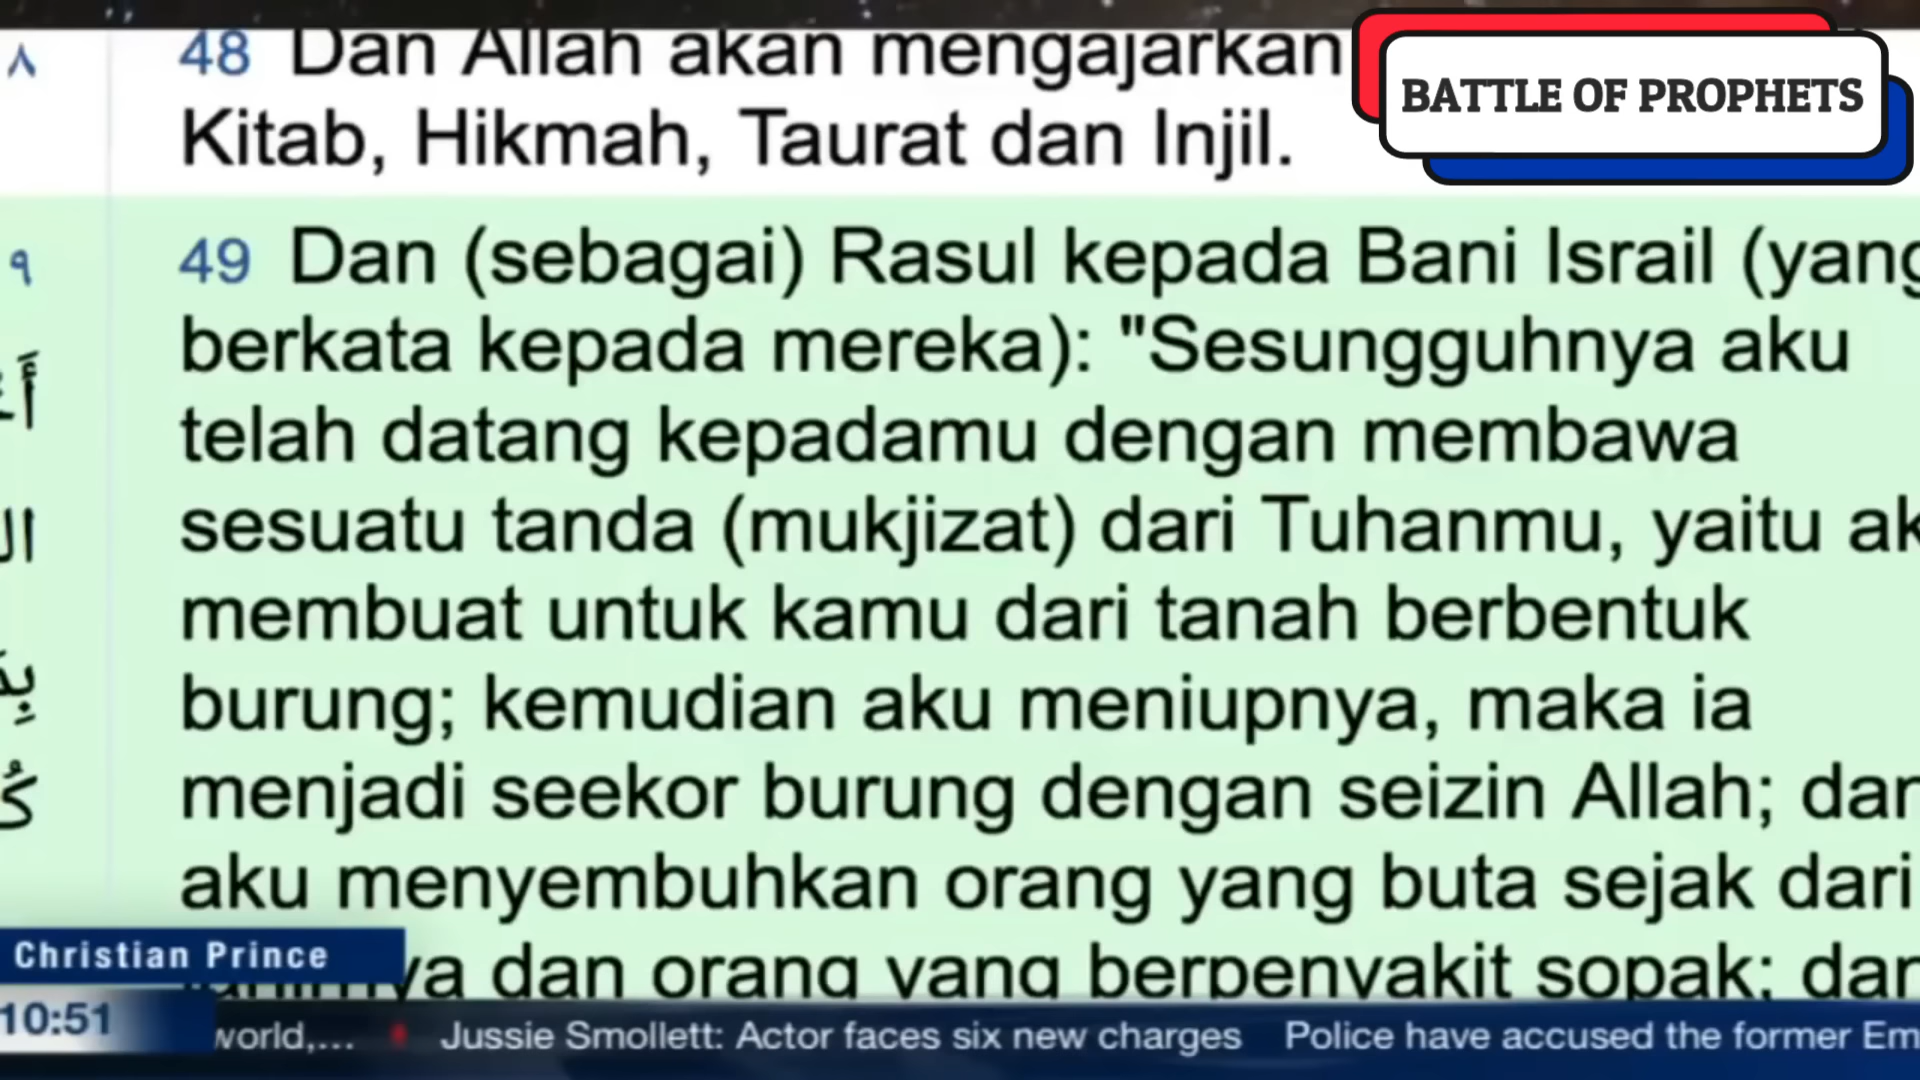 BATTLE OF PROPHETS
٨
48 Dan Allah akan mengajarkan
Kitab, Hikmah, Taurat dan Injil.
٩
49 Dan (sebagai) Rasul kepada Bani Israil (yang
berkata kepada mereka): "Sesungguhnya aku
telah datang kepadamu dengan membawa
sesuatu tanda (mukjizat) dari Tuhanmu, yaitu
membuat untuk kamu dari tanah berbentuk
burung; kemudian aku meniupnya, maka ia
menjadi seekor burung dengan seizin Allah; dan
aku menyembuhkan orang yang buta sejak dari
dan orang yang berpenyakit sopak; dan
Christian Prince
10:51
world,... Jussie Smollett: Actor faces six new charges Police have accused the former